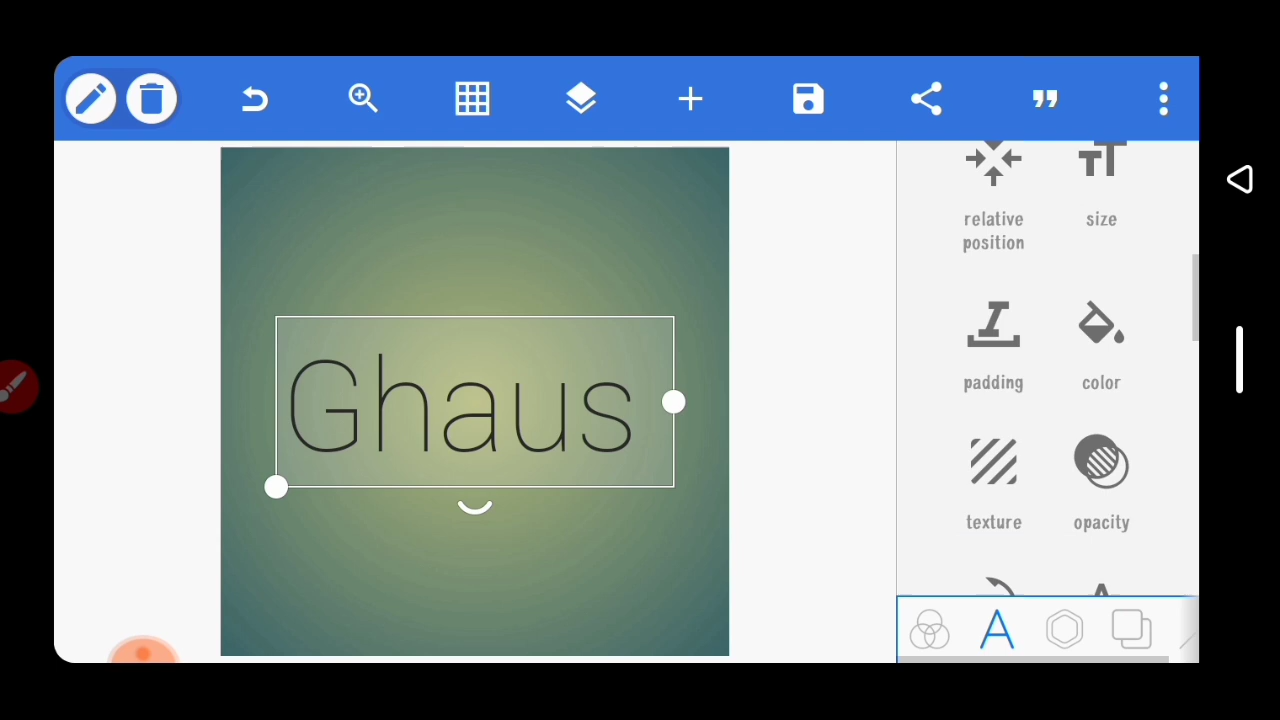 Ghaus
relative
position
size
padding
color
texture
opacity